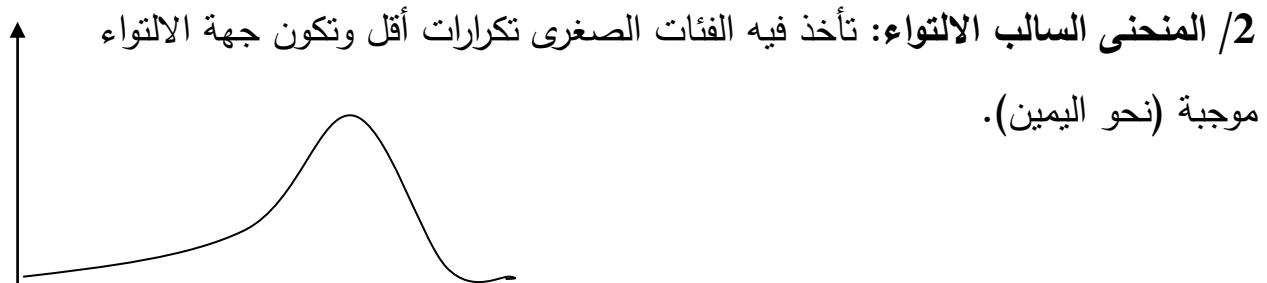 2/ المنحنى السالب الالتواء: تأخذ فيه الفئات الصغرى تكرارات أقل وتكون جهة الالتواء
موجبة (نحو اليمين).